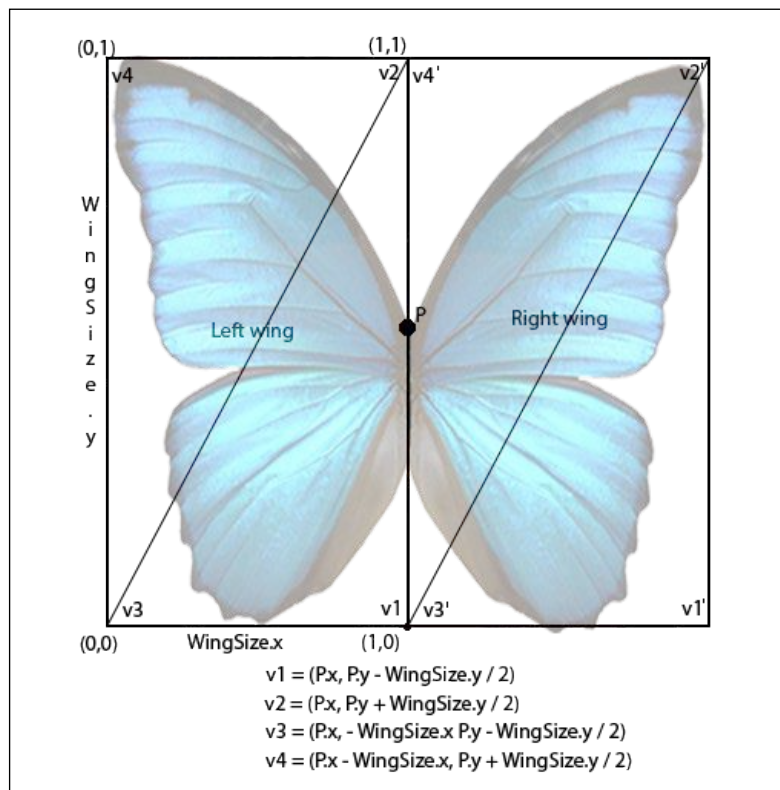 (0,1) (1,1)
v4 v2 v4' v2'
WingSize.y
P
Left wing Right wing
v3 v1 v3' v1'
(0,0) WingSize.x (1,0)
v1 = (P.x, P.y - WingSize.y / 2)
v2 = (P.x, P.y + WingSize.y / 2)
v3 = (P.x, - WingSize.x P.y - WingSize.y / 2)
v4 = (P.x - WingSize.x, P.y + WingSize.y / 2)